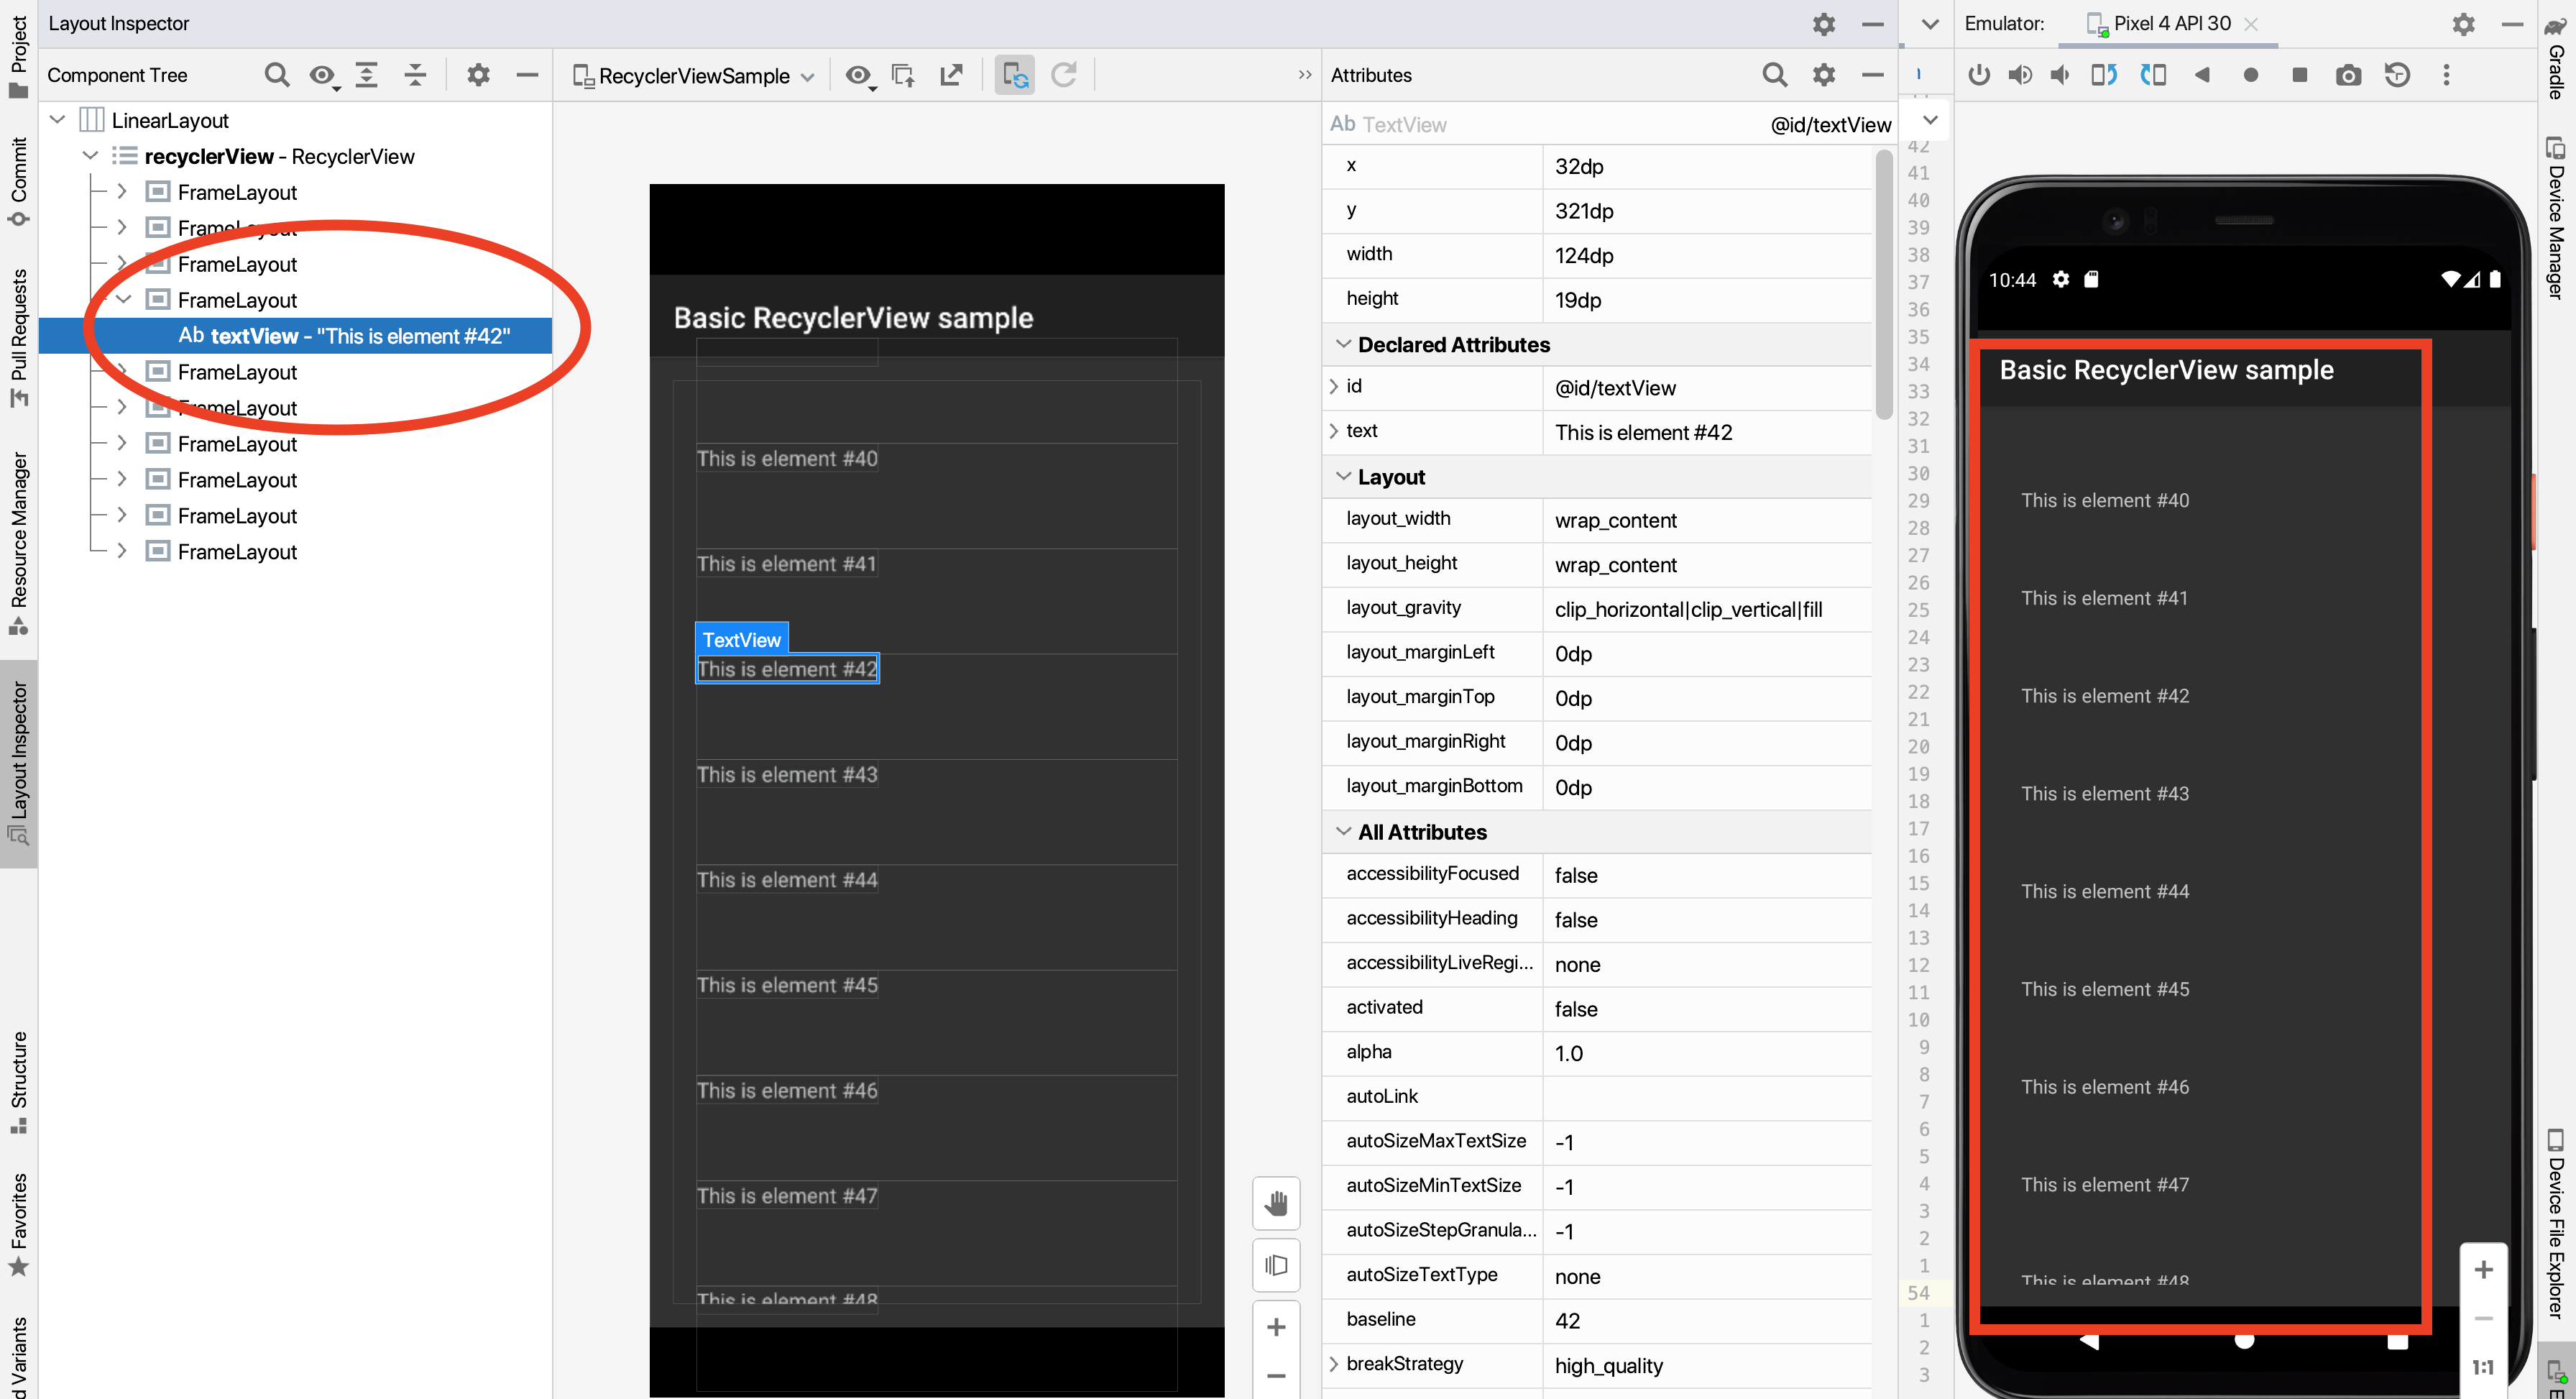 Layout Inspector
Emulator:
Pixel 4 API 30
Project
Commit
Pull Requests
Resource Manager
Layout Inspector
Structure
Favorites
d Variants
Component Tree
LinearLayout
recyclerView - RecyclerView
FrameLayout
FrameLayout
FrameLayout
FrameLayout
Ab textView - "This is element #42"
FrameLayout
FrameLayout
FrameLayout
FrameLayout
FrameLayout
FrameLayout
RecyclerViewSample
Basic RecyclerView sample
This is element #40
This is element #41
TextView
This is element #42
This is element #43
This is element #44
This is element #45
This is element #46
This is element #47
This is element #48
Attributes
Ab TextView @id/textView
x 32dp
y 321dp
width 124dp
height 19dp
Declared Attributes
id @id/textView
text This is element #42
Layout
layout_width wrap_content
layout_height wrap_content
layout_gravity clip_horizontal|clip_vertical|fill
layout_marginLeft 0dp
layout_marginTop 0dp
layout_marginRight 0dp
layout_marginBottom 0dp
All Attributes
accessibilityFocused false
accessibilityHeading false
accessibilityLiveRegi... none
activated false
alpha 1.0
autoLink
autoSizeMaxTextSize -1
autoSizeMinTextSize -1
autoSizeStepGranula... -1
autoSizeTextType none
baseline 42
breakStrategy high_quality
42
41
40
39
38
37
36
35
34
33
32
31
30
29
28
27
26
25
24
23
22
21
20
19
18
17
16
15
14
13
12
11
10
9
8
7
6
5
4
3
2
1
54
1
2
3
10:44
Basic RecyclerView sample
This is element #40
This is element #41
This is element #42
This is element #43
This is element #44
This is element #45
This is element #46
This is element #47
This is element #48
1:1
Gradle
Device Manager
Device File Explorer